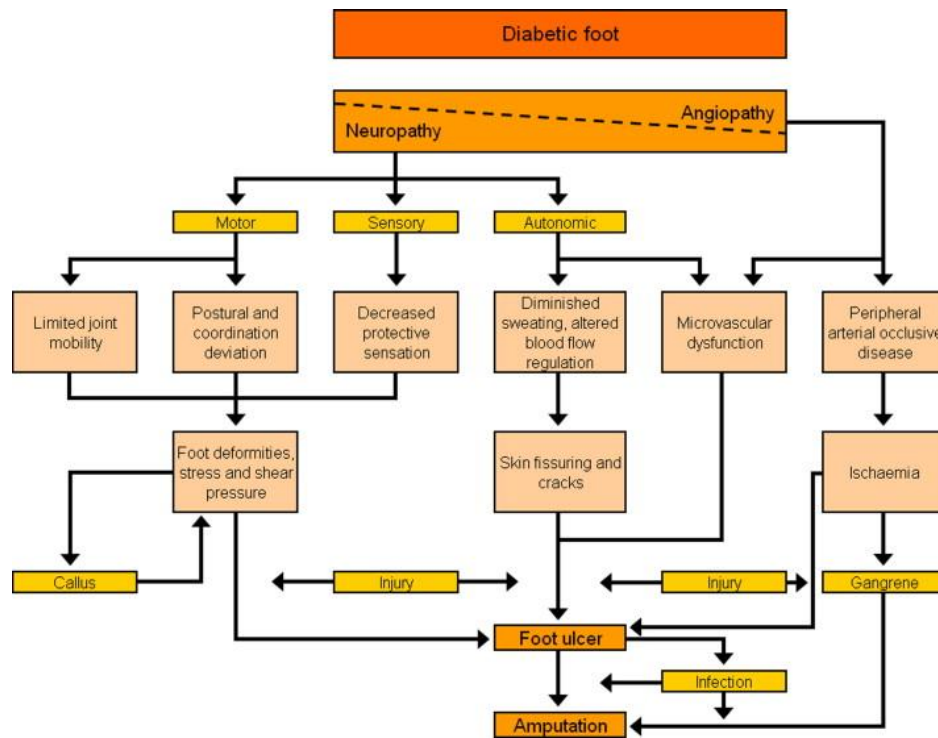 Diabetic foot
Angiopathy
Neuropathy
Motor
Sensory
Autonomic
Limited joint
mobility
Postural and
coordination
deviation
Decreased
protective
sensation
Diminished
sweating, altered
blood flow
regulation
Microvascular
dysfunction
Peripheral
arterial occlusive
disease
Foot deformities,
stress and shear
pressure
Skin fissuring and
cracks
Ischaemia
Callus
Injury
Injury
Gangrene
Foot ulcer
Infection
Amputation